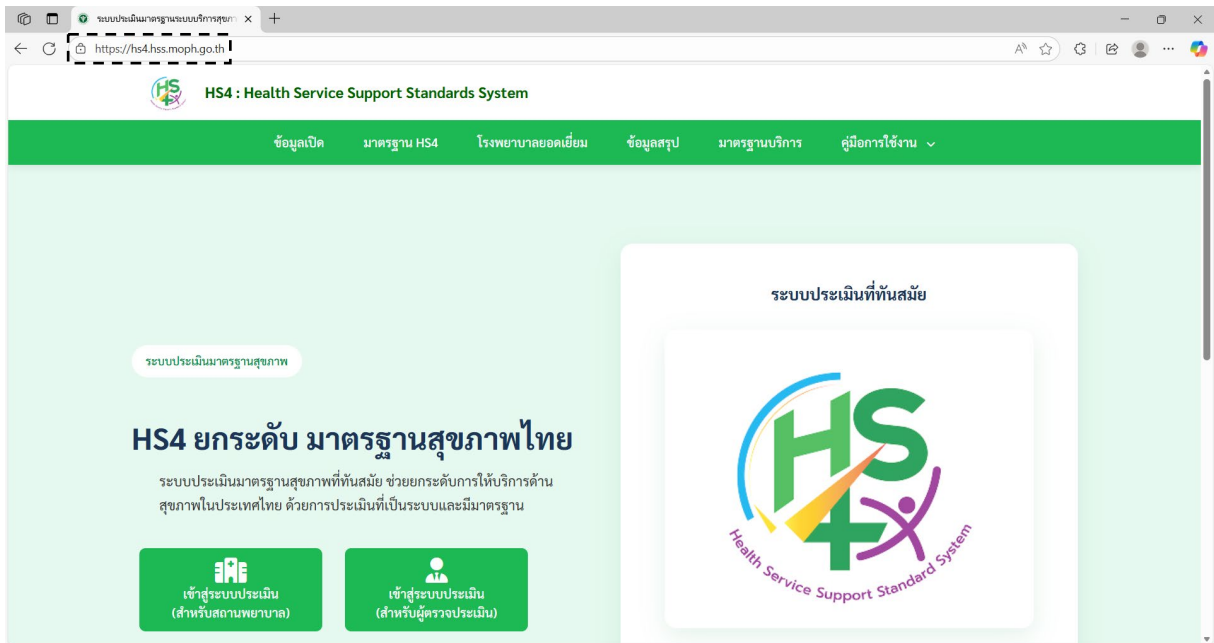 ระบบประเมินมาตรฐานระบบบริการสุขภา
https://hs4.hss.moph.go.th
HS4 : Health Service Support Standards System
ข้อมูลเปิด มาตรฐาน HS4 โรงพยาบาลยอดเยี่ยม ข้อมูลสรุป มาตรฐานบริการ คู่มือการใช้งาน
ระบบประเมินที่ทันสมัย
ระบบประเมินมาตรฐานสุขภาพ
HS4 ยกระดับ มาตรฐานสุขภาพไทย
ระบบประเมินมาตรฐานสุขภาพที่ทันสมัย ช่วยยกระดับการให้บริการด้าน
สุขภาพในประเทศไทย ด้วยการประเมินที่เป็นระบบและมีมาตรฐาน
เข้าสู่ระบบประเมิน
(สำหรับสถานพยาบาล)
เข้าสู่ระบบประเมิน
(สำหรับผู้ตรวจประเมิน)
HS4
Health Service Support Standard System